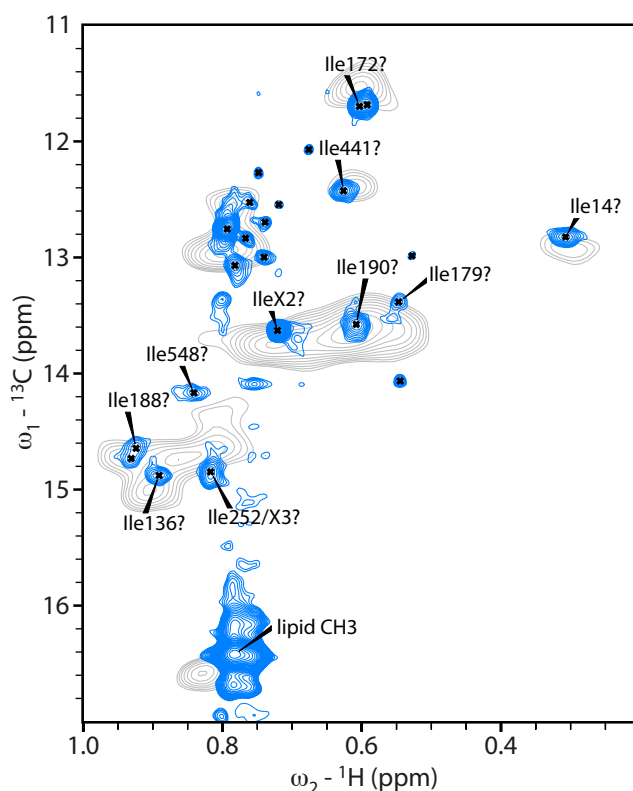 11
Ile172?
12
Ile441?
Ile14?
13
Ile190?
Ile179?
IleX2?
Ile548?
14
Ile188?
15
Ile136?
Ile252/X3?
16
lipid CH3
ω₁ - ¹³C (ppm)
1.0
0.8
0.6
0.4
ω₂ - ¹H (ppm)